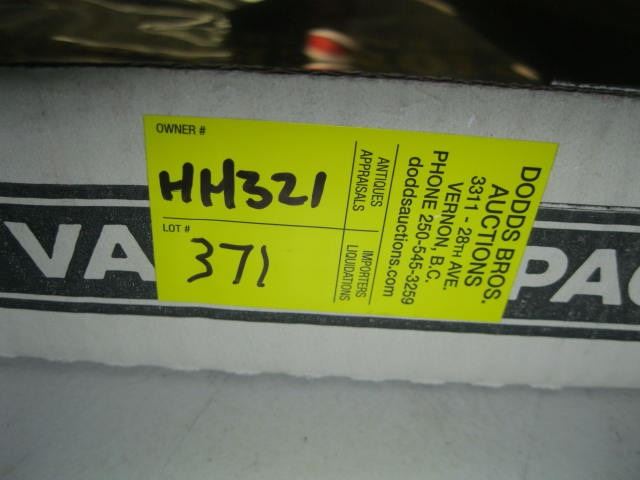 OWNER #
HH321
LOT #
371
ANTIQUES
APPRAISALS
IMPORTERS
LIQUIDATIONS
DODDS BROS.
AUCTIONS
3311 - 28TH AVE.
VERNON, B.C.
PHONE 250-545-3259
doddsauctions.com
VA
PAC